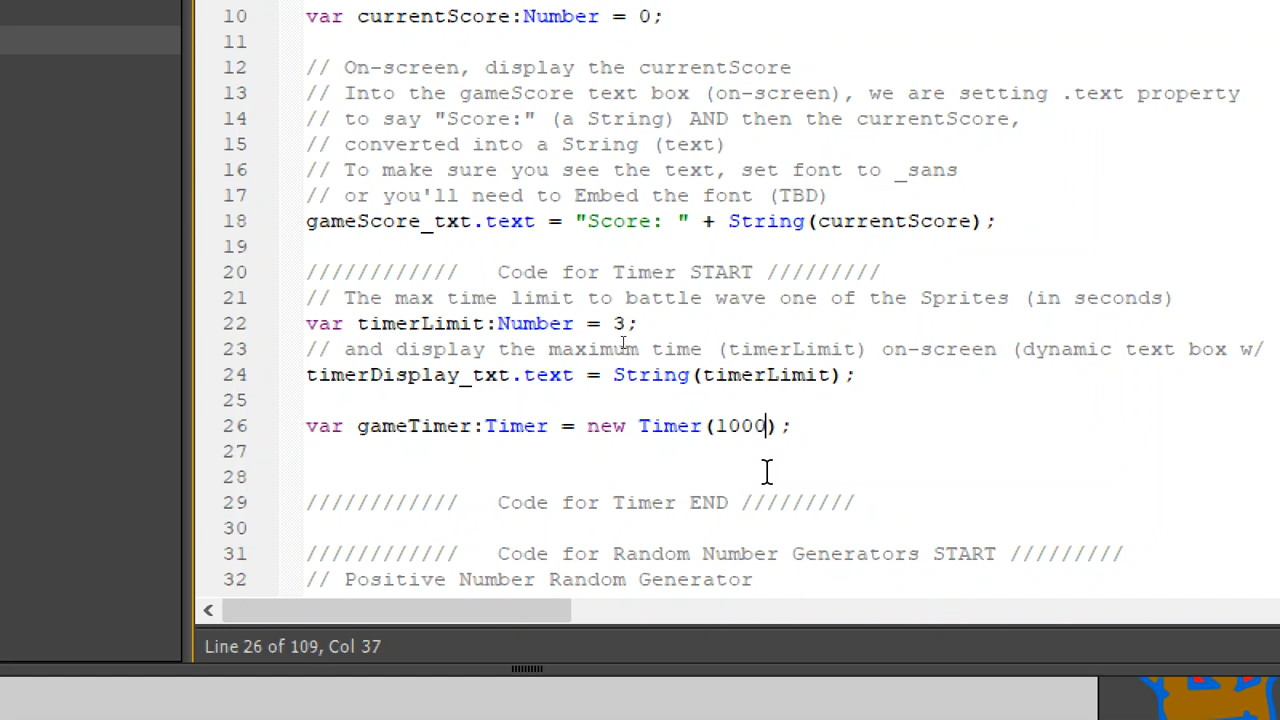 10 var currentScore:Number = 0;
11
12 // On-screen, display the currentScore
13 // Into the gameScore text box (on-screen), we are setting .text property
14 // to say "Score:" (a String) AND then the currentScore,
15 // converted into a String (text)
16 // To make sure you see the text, set font to _sans
17 // or you'll need to Embed the font (TBD)
18 gameScore_txt.text = "Score: " + String(currentScore);
19
20 //////////// Code for Timer START /////////
21 // The max time limit to battle wave one of the Sprites (in seconds)
22 var timerLimit:Number = 3;
23 // and display the maximum time (timerLimit) on-screen (dynamic text box w/
24 timerDisplay_txt.text = String(timerLimit);
25
26 var gameTimer:Timer = new Timer(1000);
27
28
29 //////////// Code for Timer END /////////
30
31 //////////// Code for Random Number Generators START /////////
32 // Positive Number Random Generator
Line 26 of 109, Col 37